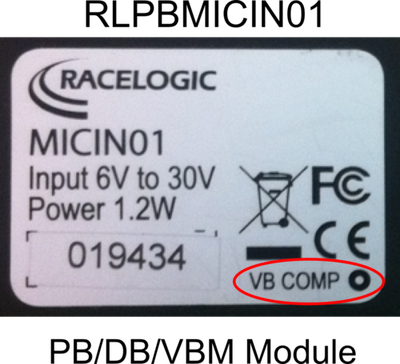 RLPBMICIN01
RACELOGIC
MICIN01
Input 6V to 30V
Power 1.2W
019434
FC
CE
VB COMP
PB/DB/VBM Module